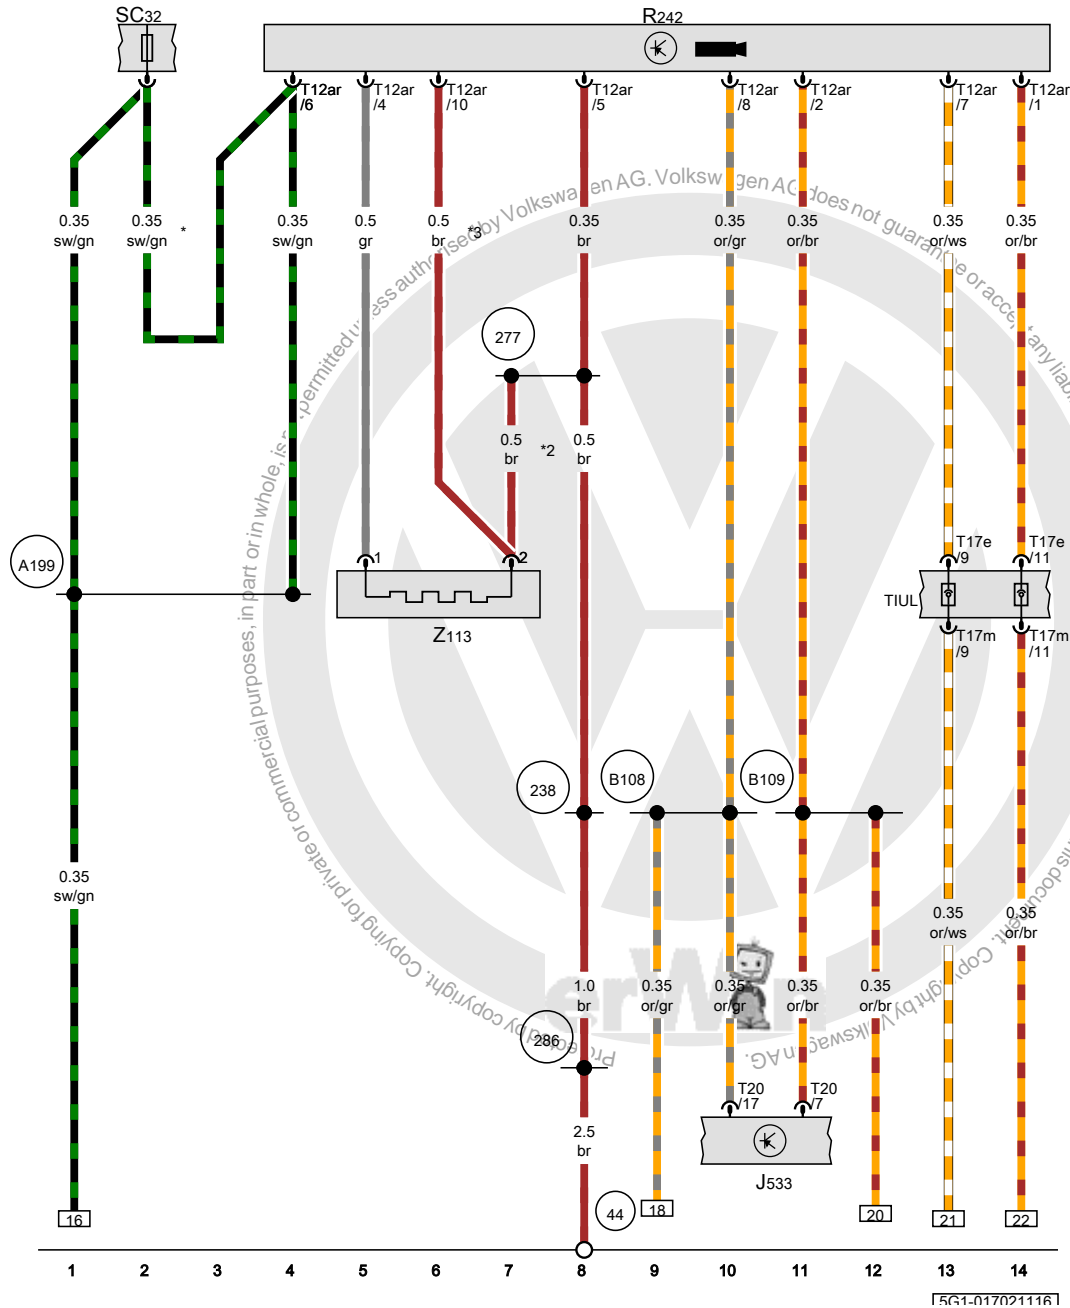 SC32
R242
T12ar
/6
T12ar
/4
T12ar
/10
T12ar
/5
T12ar
/8
T12ar
/2
T12ar
/7
T12ar
/1
0.35
sw/gn
0.35
sw/gn
*
0.35
sw/gn
0.5
gr
0.5
br
*3
0.35
br
0.35
or/gr
0.35
or/br
0.35
or/ws
0.35
or/br
277
0.5
br
*2
0.5
br
A199
1
2
Z113
T17e
/9
T17e
/11
TIUL
T17m
/9
T17m
/11
238
B108
B109
0.35
sw/gn
0.35
or/ws
0.35
or/br
1.0
br
0.35
or/gr
0.35
or/gr
0.35
or/br
0.35
or/br
erWin
286
T20
/17
T20
/7
2.5
br
J533
16
44
18
20
21
22
1 2 3 4 5 6 7 8 9 10 11 12 13 14
5G1-017021116